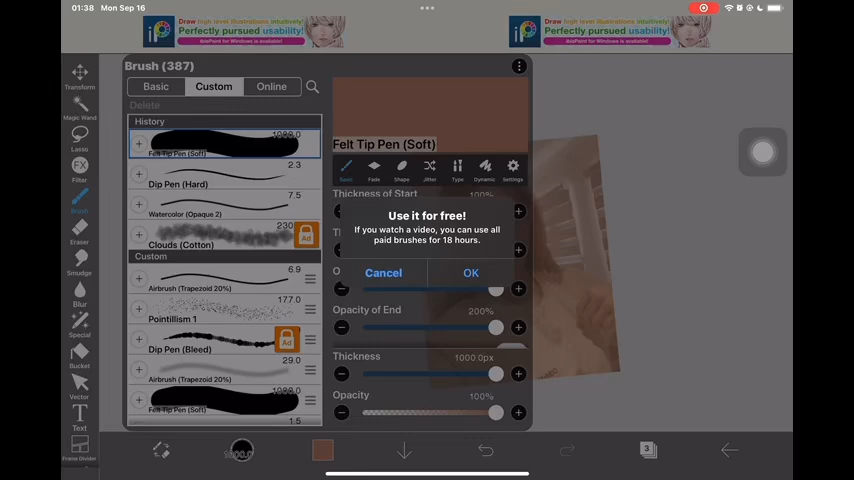 01:38 Mon Sep 16
Draw high level illustrations intuitively!
Perfectly pursued usability!
ibisPaint for Windows is available!
Draw high level illustrations intuitively!
Perfectly pursued usability!
ibisPaint for Windows is available!
Transform
Magic Wand
Lasso
Filter
Brush
Eraser
Smudge
Blur
Special
Bucket
Vector
Text
Frame Divider
Brush (387)
Basic Custom Online
Delete
History
1000.0
Felt Tip Pen (Soft)
2.3
Dip Pen (Hard)
7.5
Watercolor (Opaque 2)
230
Clouds (Cotton)
Ad
Custom
6.9
Airbrush (Trapezoid 20%)
177.0
Pointillism 1
Dip Pen (Bleed)
Ad
29.0
Airbrush (Trapezoid 20%)
1000.0
Felt Tip Pen (Soft)
1.5
Felt Tip Pen (Soft)
Basic Fade Shape Jitter Type Dynamic Settings
Thickness of Start 100%
Use it for free!
If you watch a video, you can use all
paid brushes for 18 hours.
Cancel OK
Opacity of End 200%
Thickness 1000.0px
Opacity 100%
1000.0
3